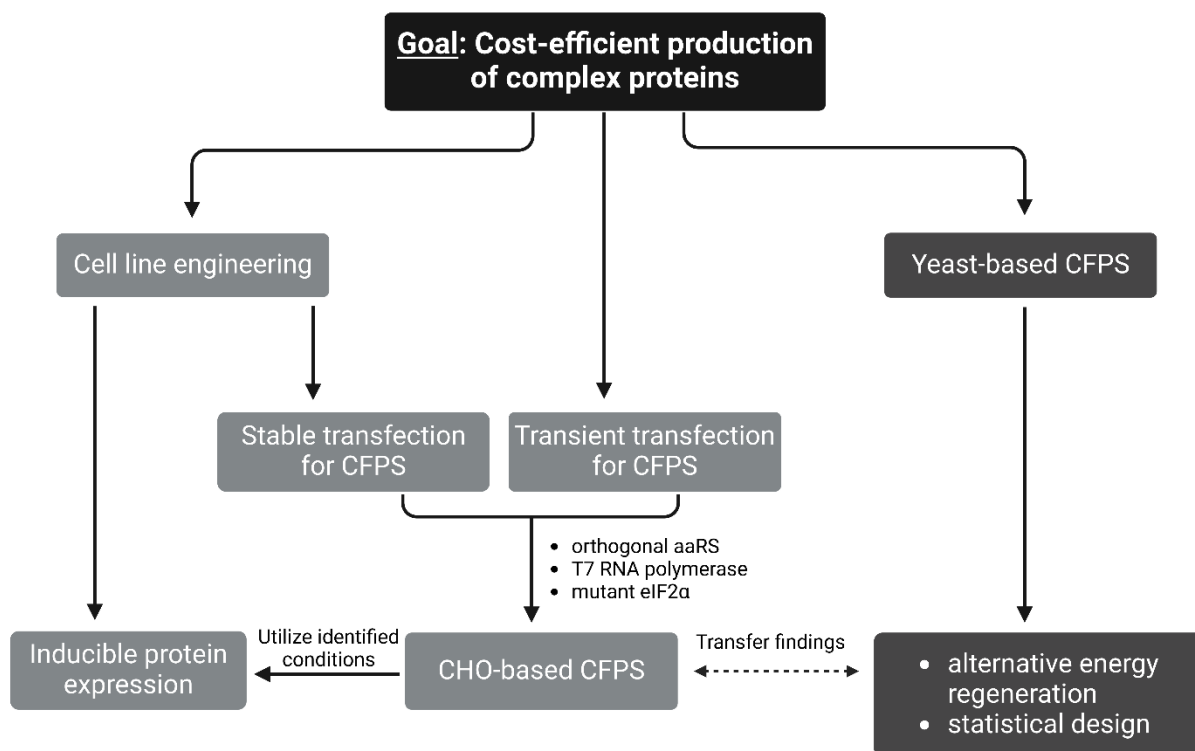 Goal: Cost-efficient production
of complex proteins
Cell line engineering
Yeast-based CFPS
Stable transfection
for CFPS
Transient transfection
for CFPS
• orthogonal aaRS
• T7 RNA polymerase
• mutant eIF2α
Inducible protein
expression
Utilize identified
conditions
CHO-based CFPS
Transfer findings
• alternative energy
regeneration
• statistical design